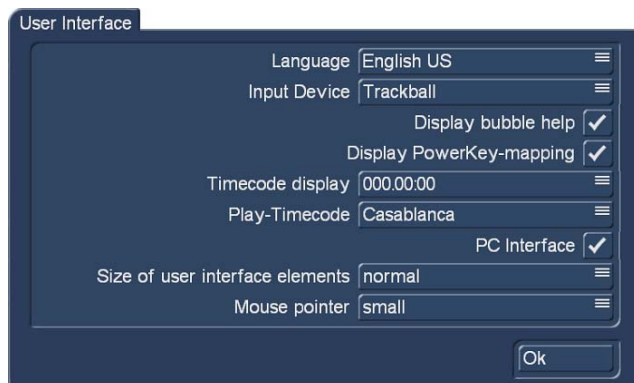 User Interface
Language English US
Input Device Trackball
Display bubble help
Display PowerKey-mapping
Timecode display 000.00:00
Play-Timecode Casablanca
PC Interface
Size of user interface elements normal
Mouse pointer small
Ok